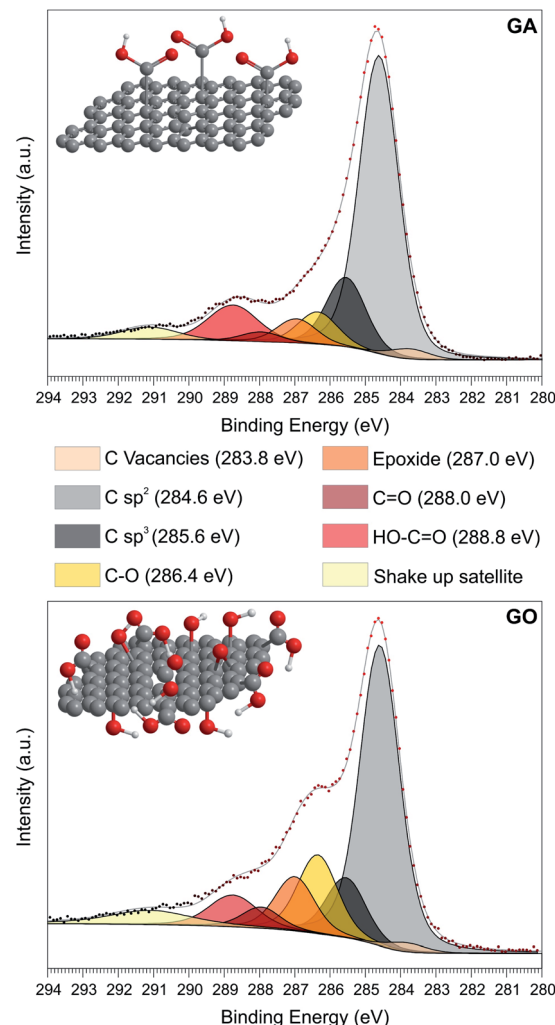 GA
Intensity (a.u.)
294 293 292 291 290 289 288 287 286 285 284 283 282 281 280
Binding Energy (eV)
C Vacancies (283.8 eV)
C sp² (284.6 eV)
C sp³ (285.6 eV)
C-O (286.4 eV)
Epoxide (287.0 eV)
C=O (288.0 eV)
HO-C=O (288.8 eV)
Shake up satellite
GO
Intensity (a.u.)
294 293 292 291 290 289 288 287 286 285 284 283 282 281 280
Binding Energy (eV)